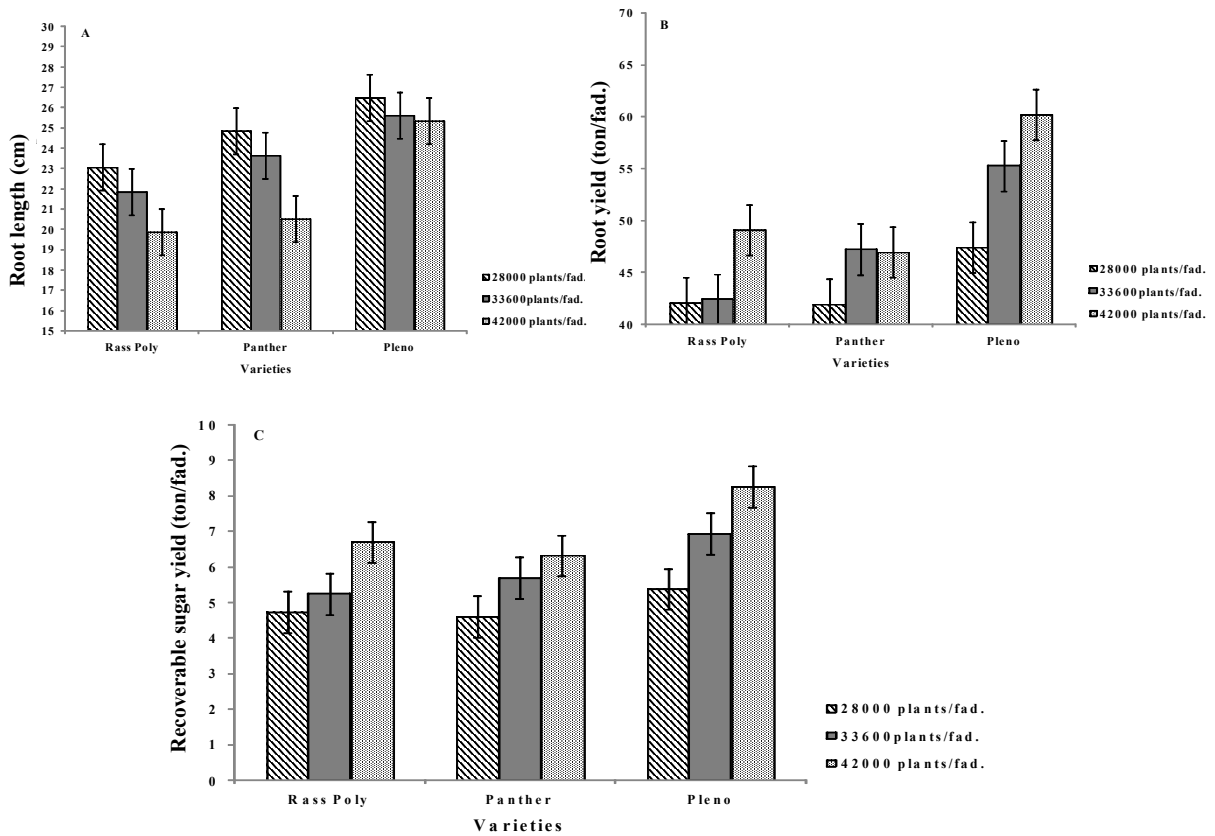 A
Root length (cm)
30
29
28
27
26
25
24
23
22
21
20
19
18
17
16
15
Rass Poly
Panther
Pleno
Varieties
28000 plants/fad.
33600plants/fad.
42000 plants/fad.
B
Root yield (ton/fad.)
70
65
60
55
50
45
40
Rass Poly
Panther
Pleno
Varieties
28000 plants/fad.
33600plants/fad.
42000 plants/fad.
C
Recoverable sugar yield (ton/fad.)
10
9
8
7
6
5
4
3
2
1
0
Rass Poly
Panther
Pleno
Varieties
28000 plants/fad.
33600plants/fad.
42000 plants/fad.